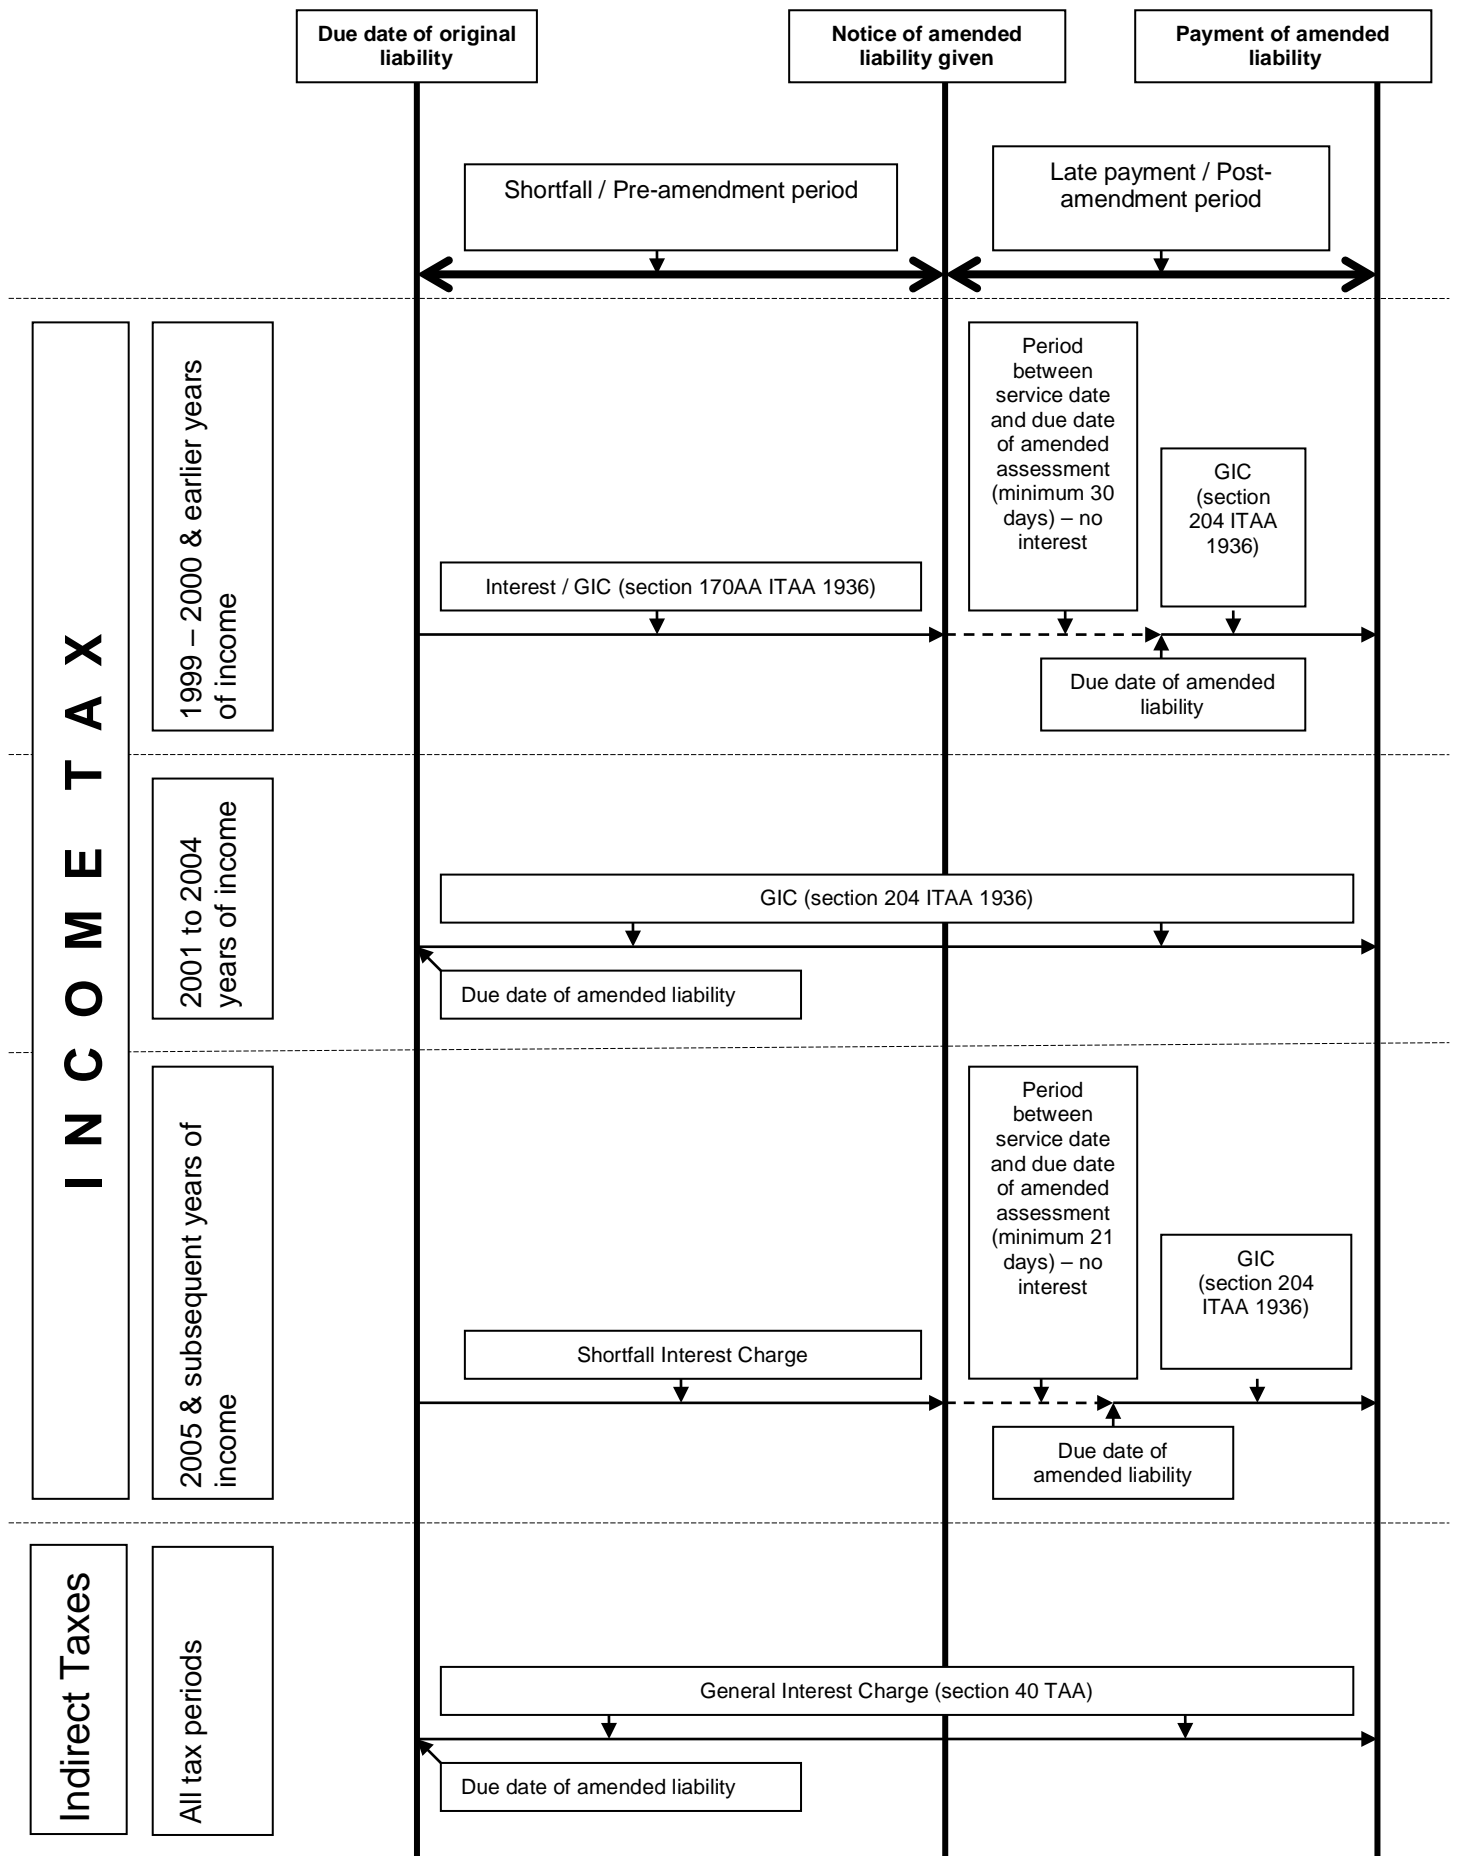 Due date of original
liability
Notice of amended
liability given
Payment of amended
liability
Shortfall / Pre-amendment period
Late payment / Post-
amendment period
INCOME TAX
1999 – 2000 & earlier years
of income
Interest / GIC (section 170AA ITAA 1936)
Period
between
service date
and due date
of amended
assessment
(minimum 30
days) – no
interest
GIC
(section
204 ITAA
1936)
Due date of amended
liability
2001 to 2004
years of income
GIC (section 204 ITAA 1936)
Due date of amended liability
2005 & subsequent years of
income
Shortfall Interest Charge
Period
between
service date
and due date
of amended
assessment
(minimum 21
days) – no
interest
GIC
(section 204
ITAA 1936)
Due date of
amended liability
Indirect Taxes
All tax periods
General Interest Charge (section 40 TAA)
Due date of amended liability